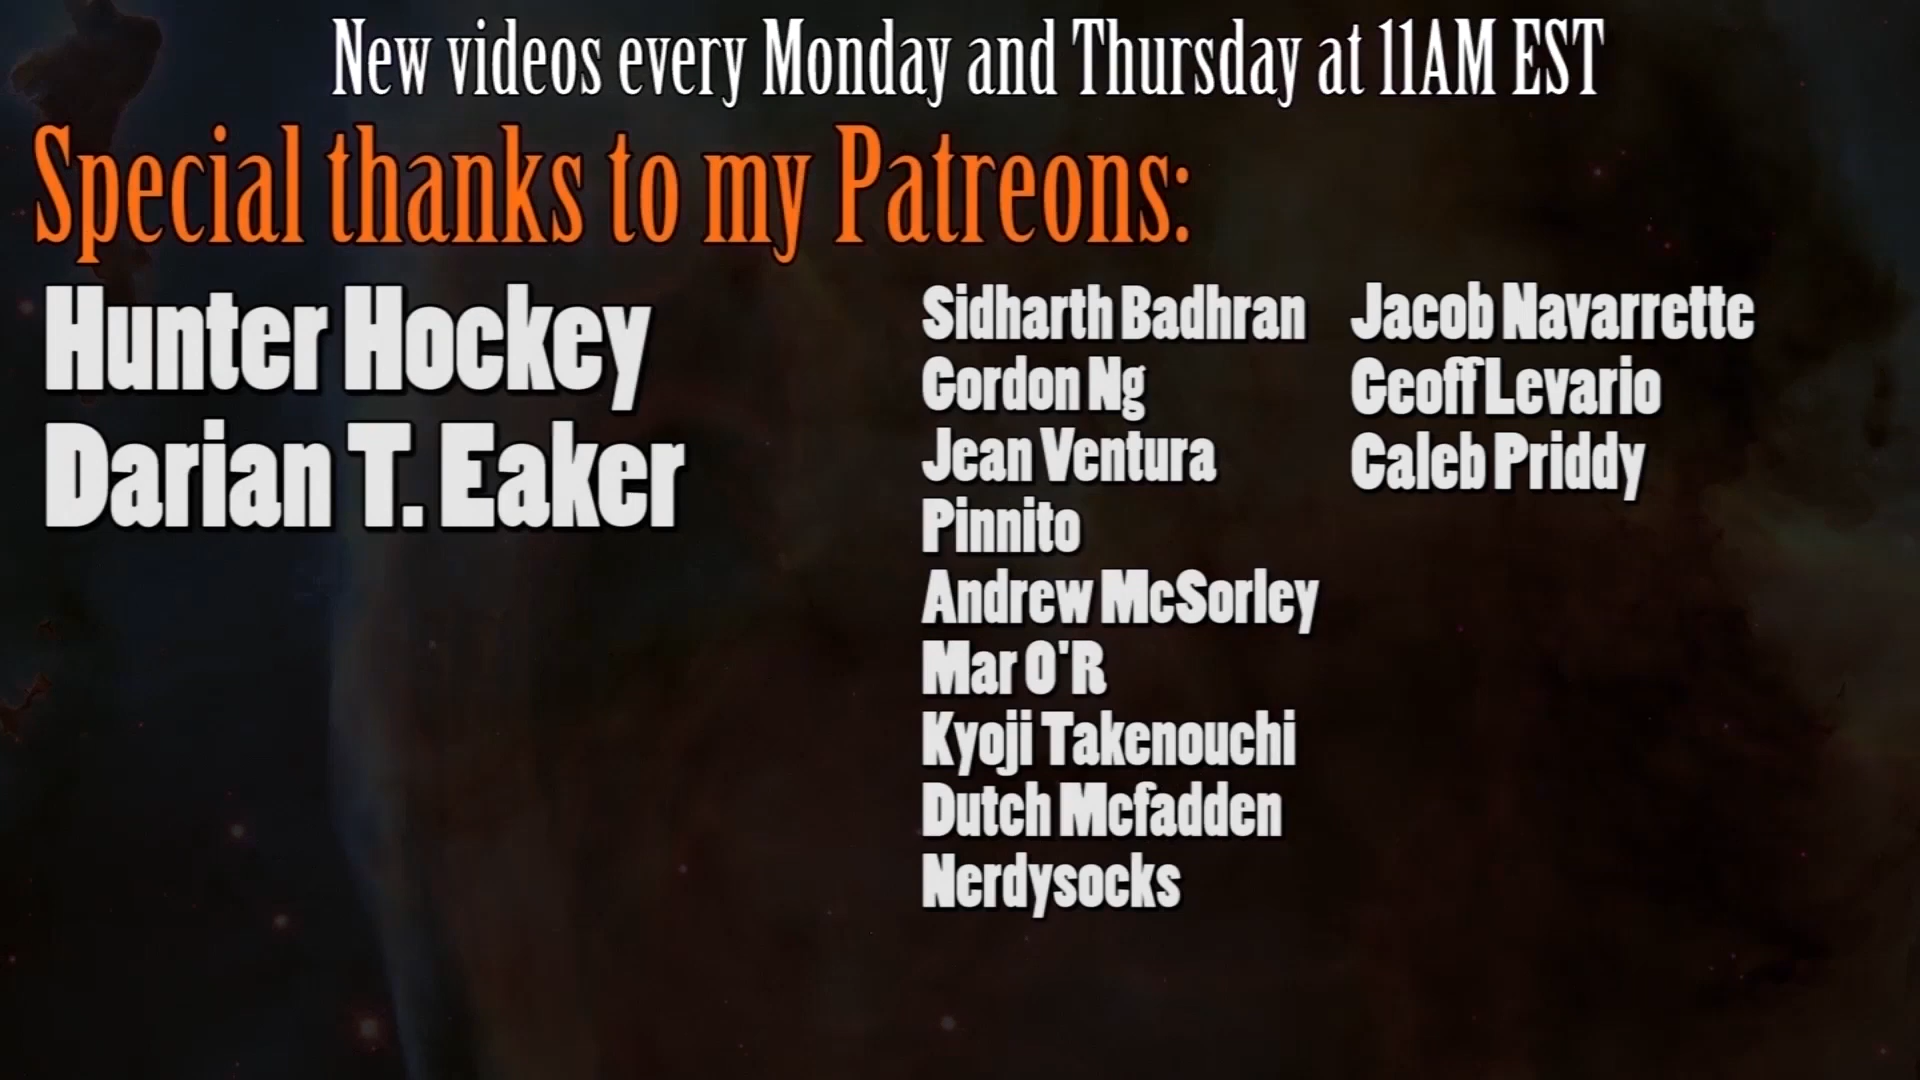 New videos every Monday and Thursday at 11AM EST
Special thanks to my Patreons:
Hunter Hockey
Darian T. Eaker
Sidharth Badhran
Gordon Ng
Jean Ventura
Pinnito
Andrew McSorley
Mar O'R
Kyoji Takenouchi
Dutch Mcfadden
Nerdysocks
Jacob Navarrette
Geoff Levario
Caleb Priddy